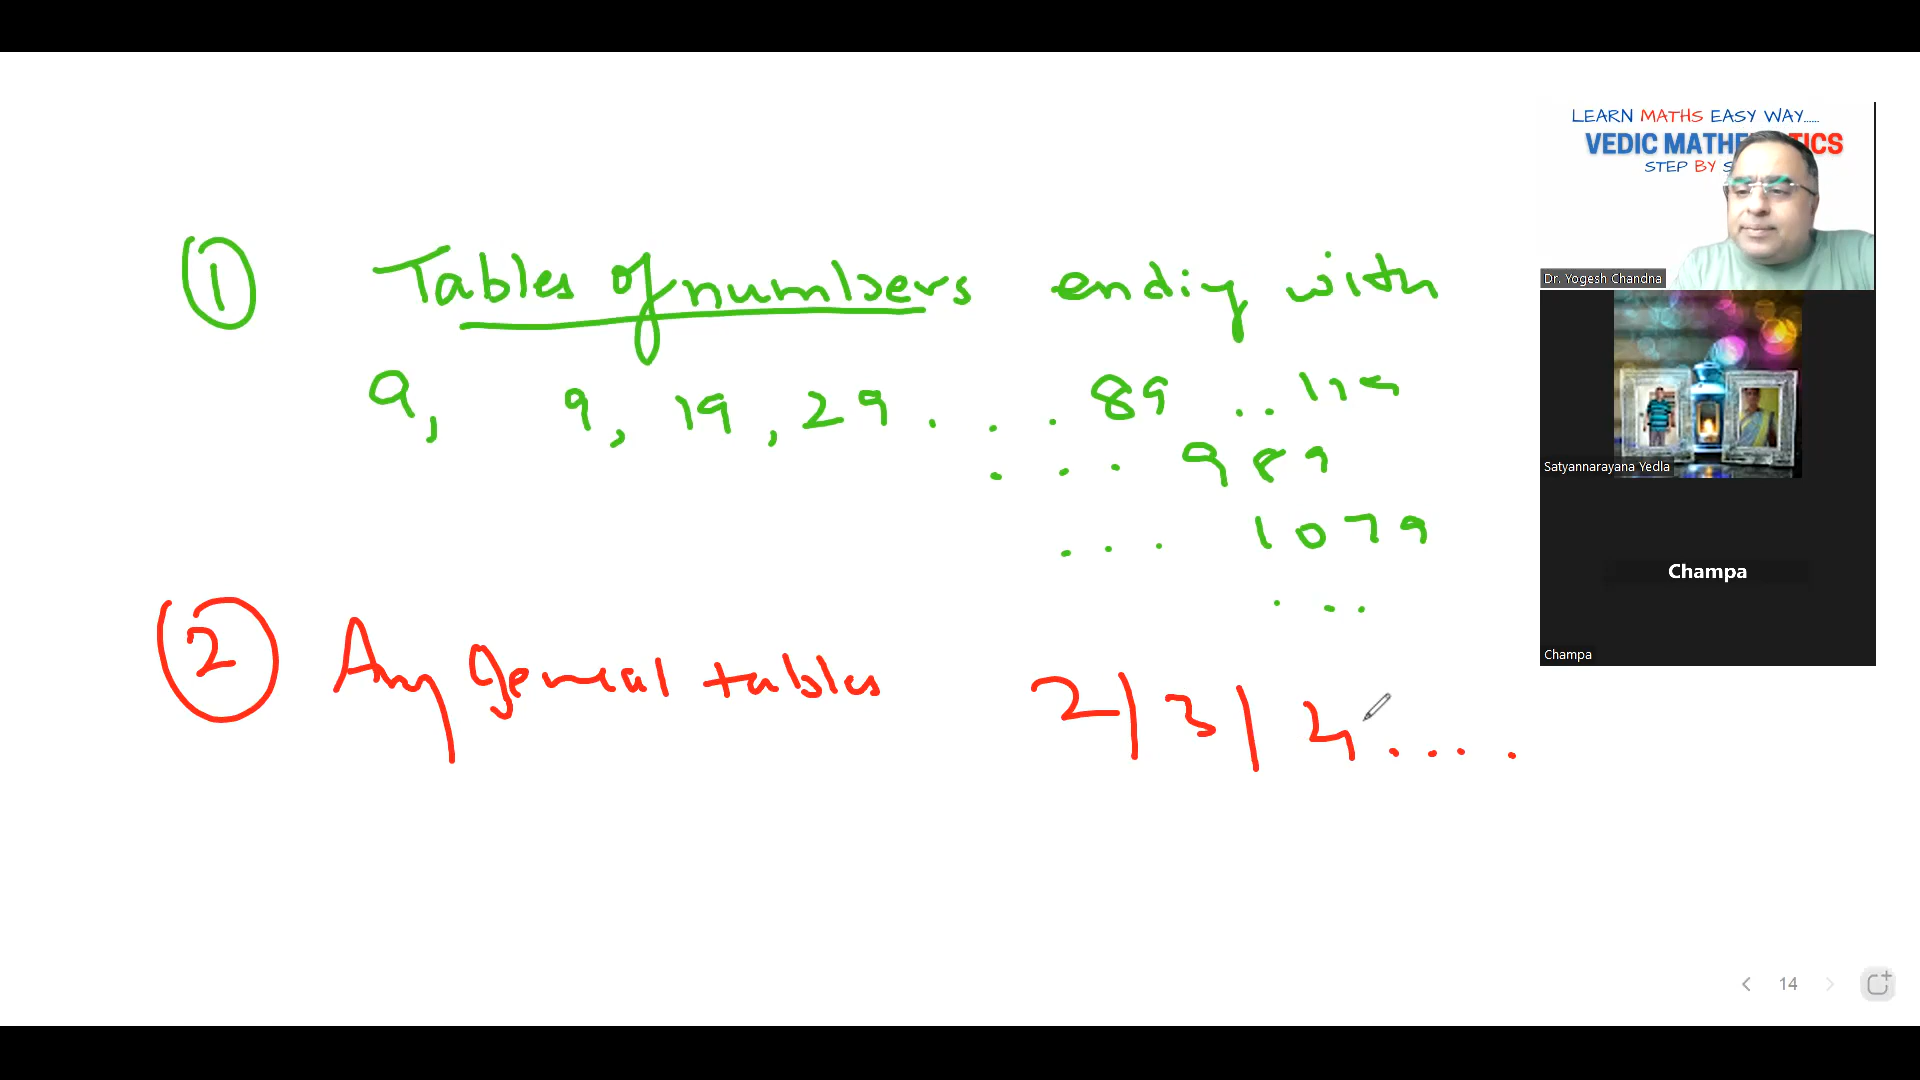 LEARN MATHS EASY WAY......
VEDIC MATHE TICS
STEP BY S
Dr. Yogesh Chandna
1 Tables of numbers ending with
9, 9, 19, 29 . . . 89 . . 119
. . . 989
. . . 1079
. . .
Satyannarayana Yedla
Champa
Champa
2 Any general tables 2 | 3 | 4 . . . .
14